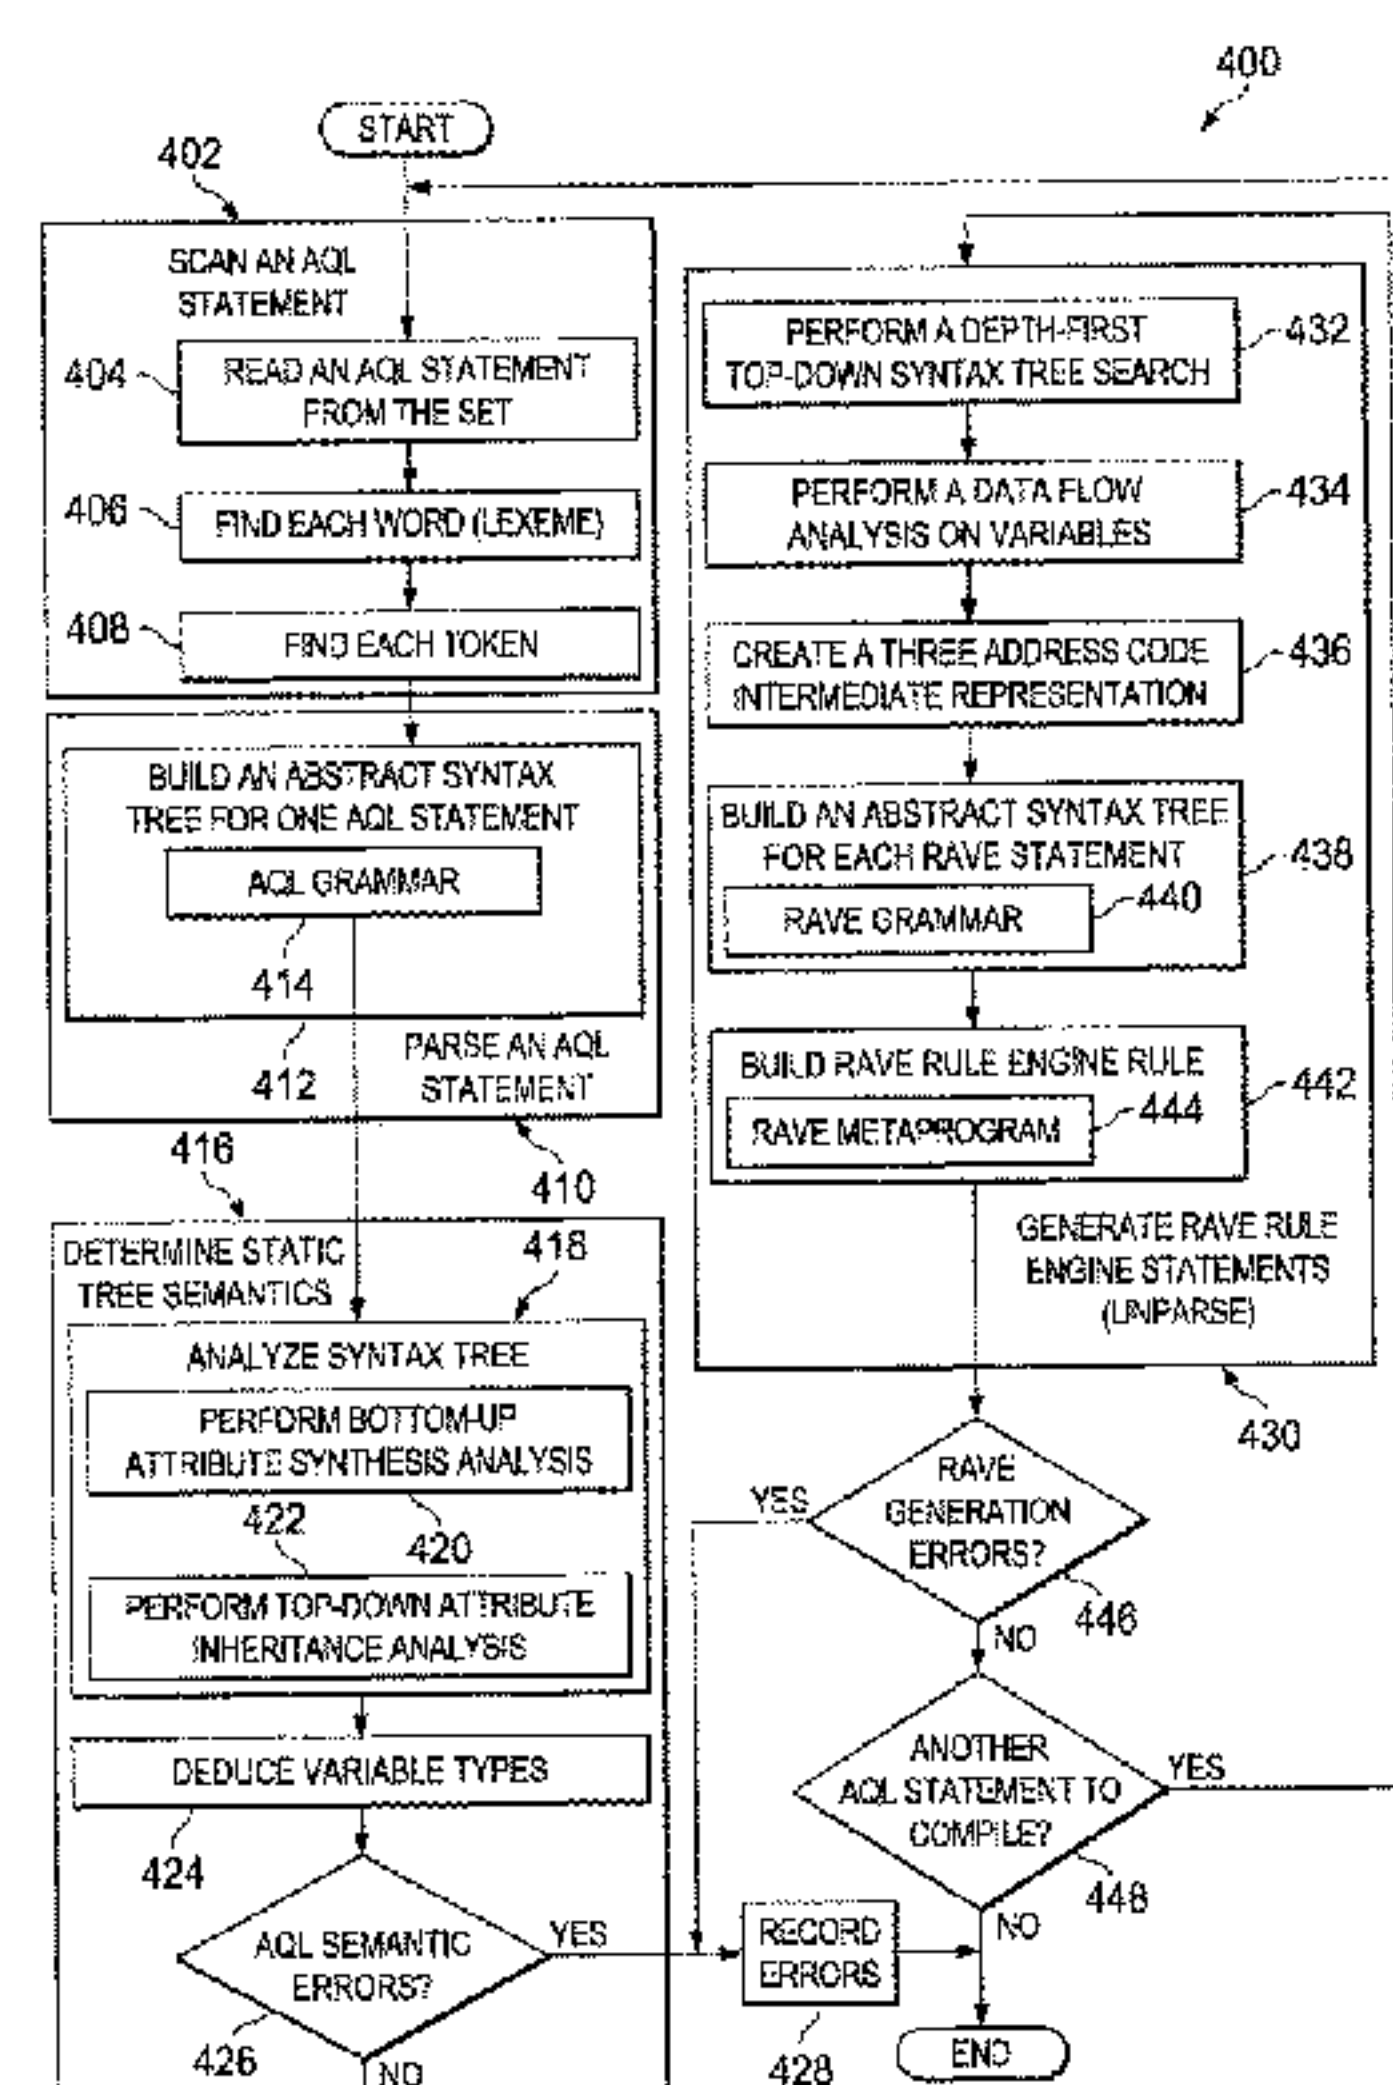 400
START
402
SCAN AN AQL
STATEMENT
404
READ AN AQL STATEMENT
FROM THE SET
406
FIND EACH WORD (LEXEME)
408
FIND EACH TOKEN
BUILD AN ABSTRACT SYNTAX
TREE FOR ONE AQL STATEMENT
AQL GRAMMAR
414
412
PARSE AN AQL
STATEMENT
410
416
DETERMINE STATIC
TREE SEMANTICS
418
ANALYZE SYNTAX TREE
PERFORM BOTTOM-UP
ATTRIBUTE SYNTHESIS ANALYSIS
422
420
PERFORM TOP-DOWN ATTRIBUTE
INHERITANCE ANALYSIS
DEDUCE VARIABLE TYPES
424
AQL SEMANTIC
ERRORS?
YES
426
NO
PERFORM A DEPTH-FIRST
TOP-DOWN SYNTAX TREE SEARCH
432
PERFORM A DATA FLOW
ANALYSIS ON VARIABLES
434
CREATE A THREE ADDRESS CODE
INTERMEDIATE REPRESENTATION
436
BUILD AN ABSTRACT SYNTAX TREE
FOR EACH RAVE STATEMENT
438
RAVE GRAMMAR
440
BUILD RAVE RULE ENGINE RULE
442
RAVE METAPROGRAM
444
GENERATE RAVE RULE
ENGINE STATEMENTS
(UNPARSE)
430
RAVE
GENERATION
ERRORS?
YES
446
NO
ANOTHER
AQL STATEMENT TO
COMPILE?
YES
448
NO
RECORD
ERRORS
428
END